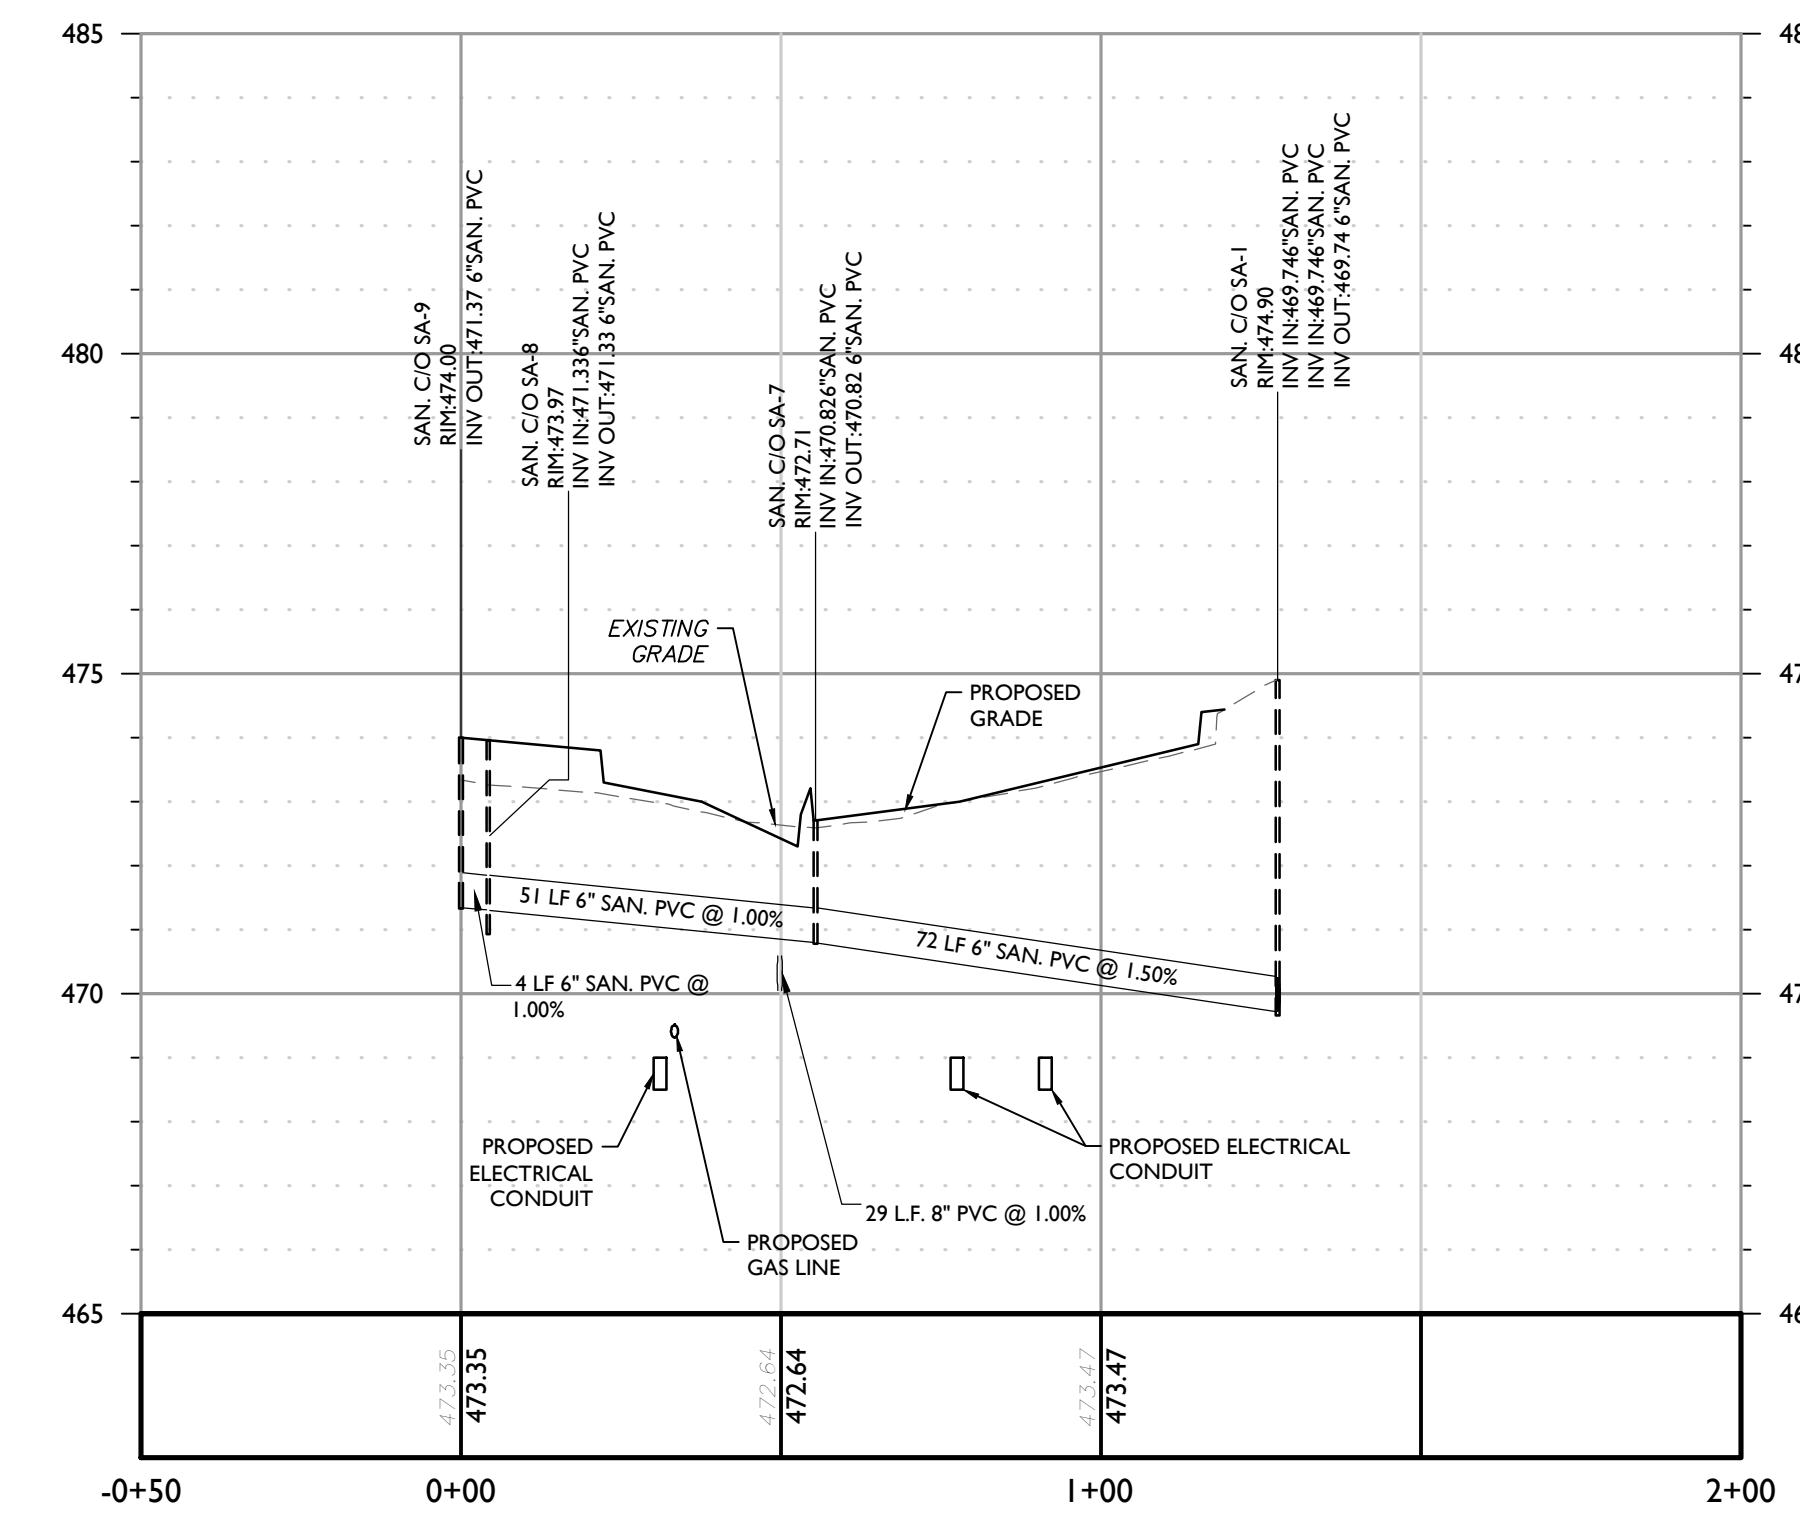 485
48
SAN. C/O SA-9
RIM:474.00
INV OUT:471.37 6"SAN. PVC
SAN. C/O SA-8
RIM:473.97
INV IN:471.336"SAN. PVC
INV OUT:471.33 6"SAN. PVC
SAN. C/O SA-7
RIM:472.71
INV IN:470.826"SAN. PVC
INV OUT:470.82 6"SAN. PVC
SAN. C/O SA-1
RIM:474.90
INV IN:469.746"SAN. PVC
INV IN:469.746"SAN. PVC
INV OUT:469.74 6"SAN. PVC
480
48
EXISTING
GRADE
475
47
PROPOSED
GRADE
51 LF 6" SAN. PVC @ 1.00%
72 LF 6" SAN. PVC @ 1.50%
4 LF 6" SAN. PVC @
1.00%
470
47
PROPOSED
ELECTRICAL
CONDUIT
PROPOSED ELECTRICAL
CONDUIT
29 L.F. 8" PVC @ 1.00%
PROPOSED
GAS LINE
465
46
473.35
473.35
472.64
472.64
473.47
473.47
-0+50
0+00
1+00
2+00